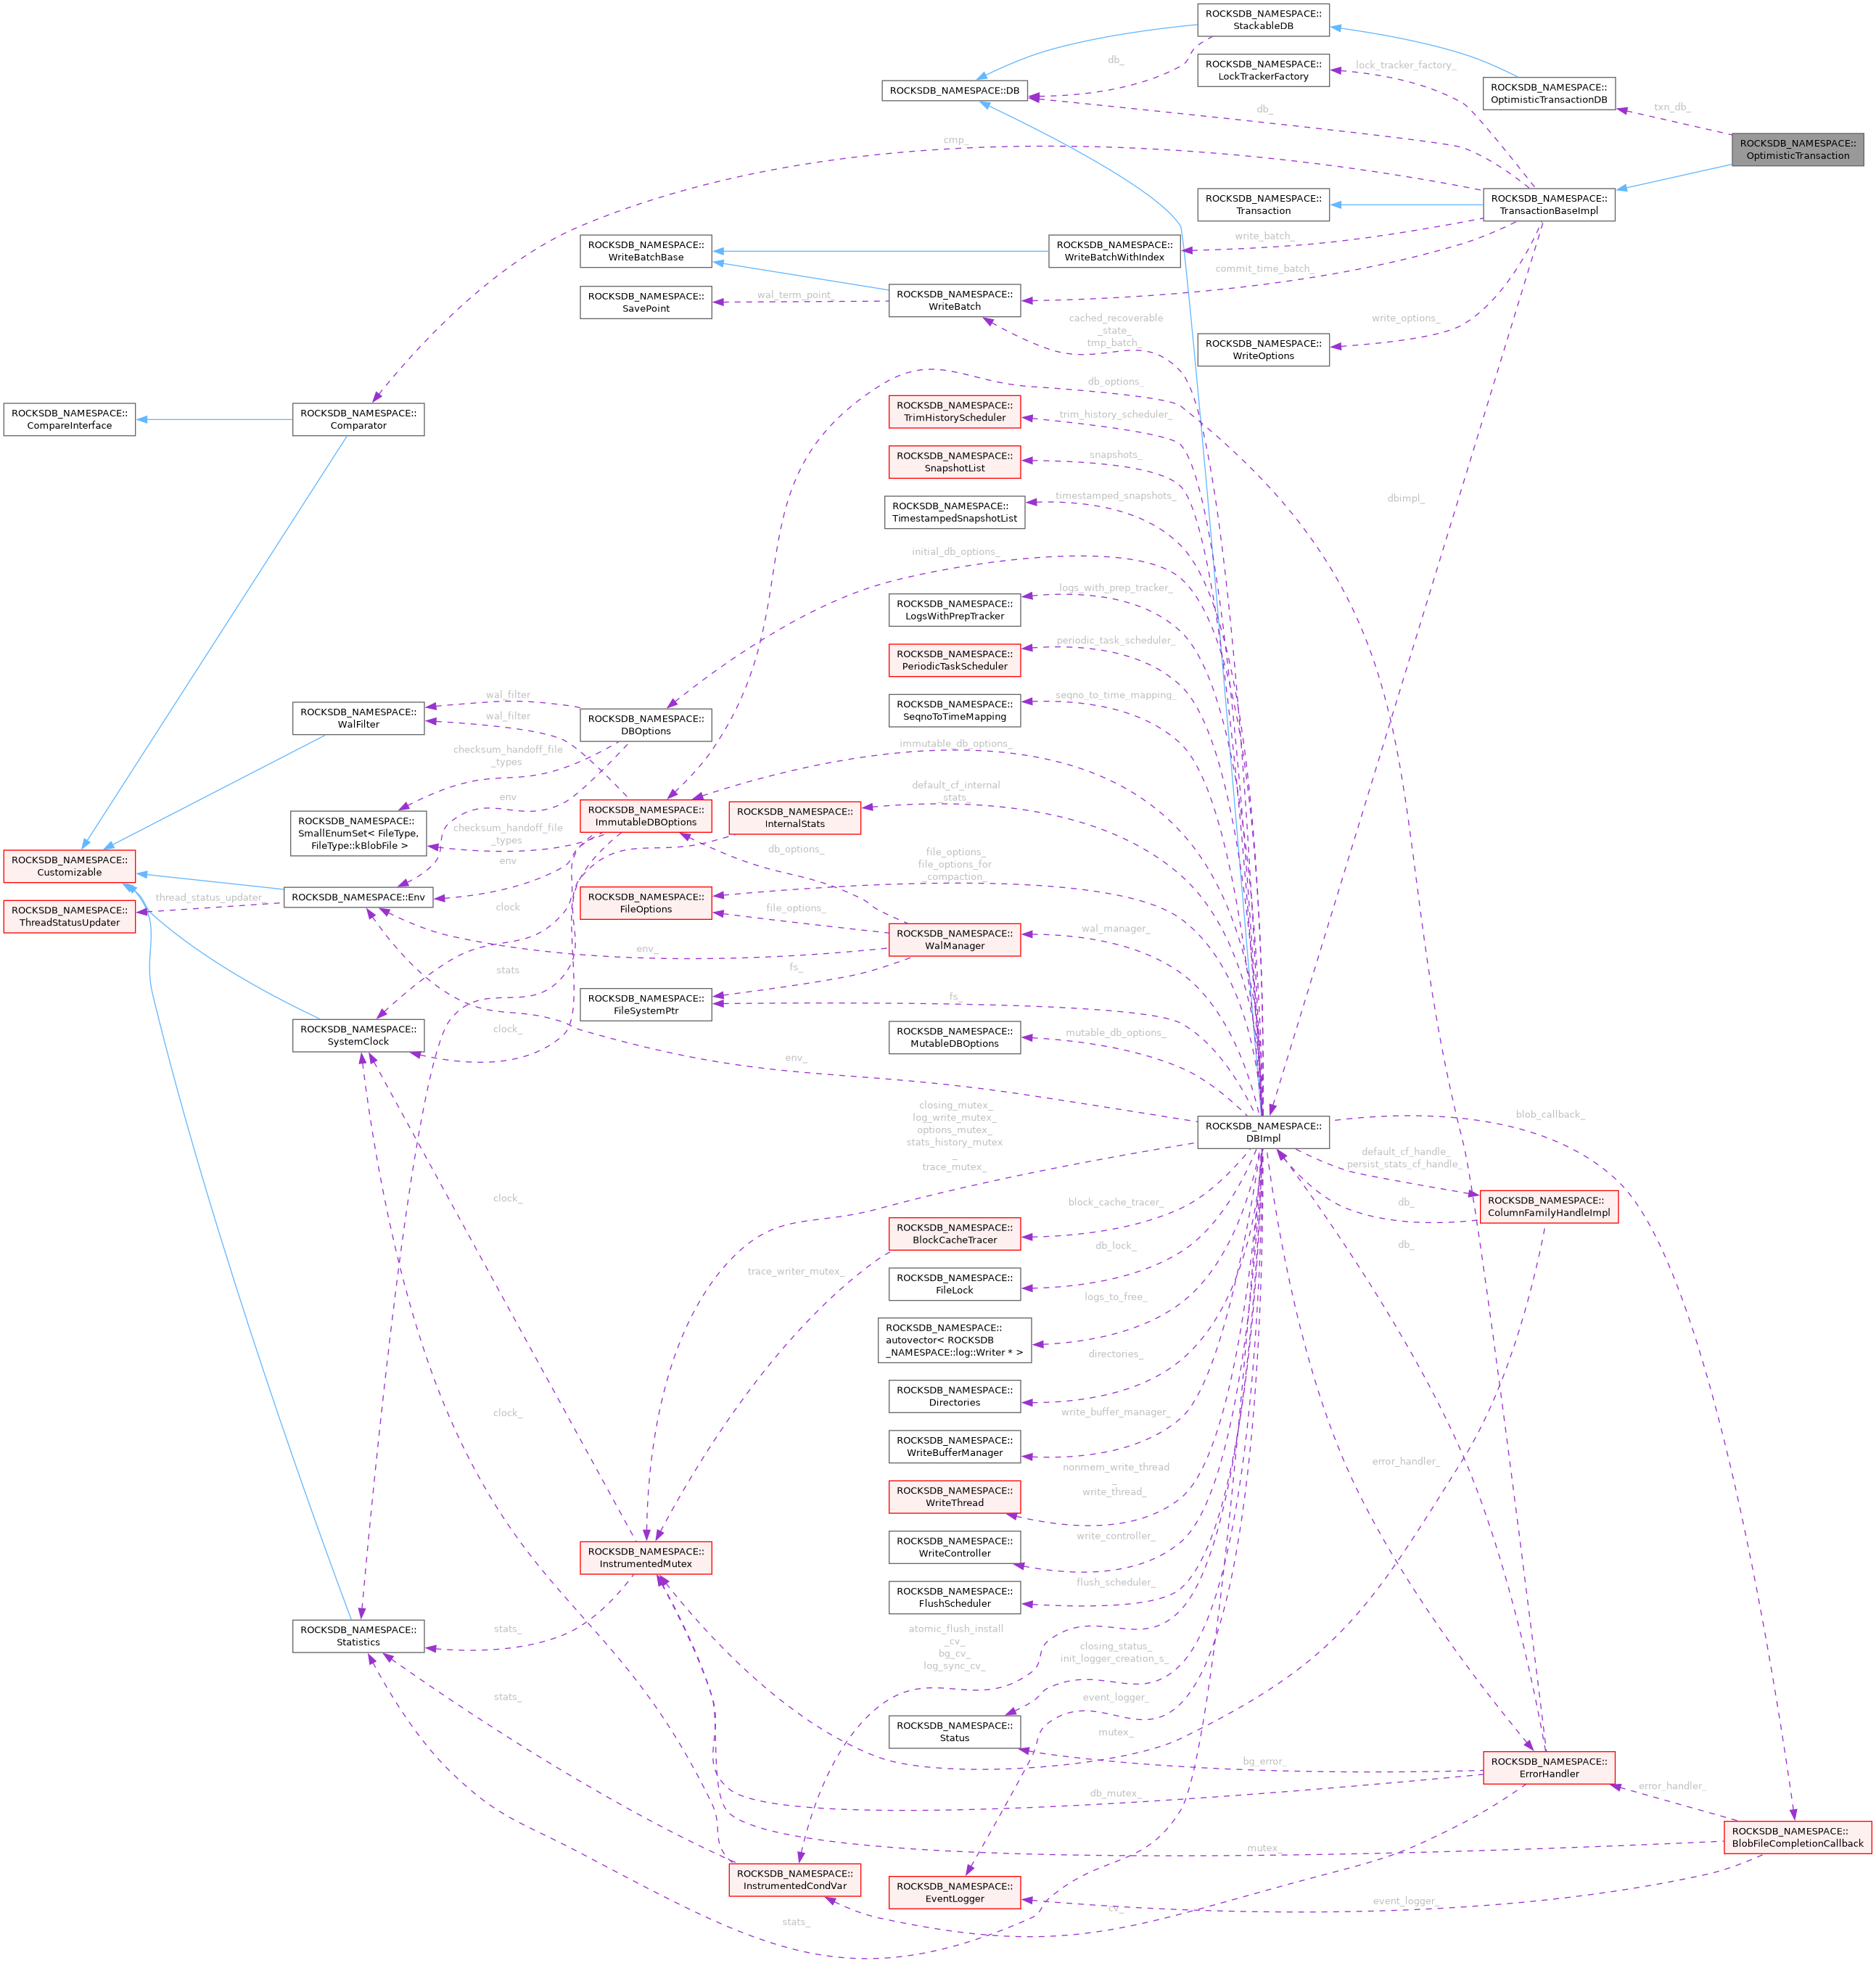 ROCKSDB_NAMESPACE::
StackableDB
ROCKSDB_NAMESPACE::
LockTrackerFactory
lock_tracker_factory_
db_
ROCKSDB_NAMESPACE::DB
ROCKSDB_NAMESPACE::
OptimisticTransactionDB
txn_db_
db_
cmp_
ROCKSDB_NAMESPACE::
OptimisticTransaction
ROCKSDB_NAMESPACE::
Transaction
ROCKSDB_NAMESPACE::
TransactionBaseImpl
ROCKSDB_NAMESPACE::
WriteBatchBase
ROCKSDB_NAMESPACE::
WriteBatchWithIndex
write_batch_
commit_time_batch_
ROCKSDB_NAMESPACE::
SavePoint
wal_term_point_
ROCKSDB_NAMESPACE::
WriteBatch
cached_recoverable
_state_
tmp_batch_
write_options_
ROCKSDB_NAMESPACE::
WriteOptions
db_options_
ROCKSDB_NAMESPACE::
CompareInterface
ROCKSDB_NAMESPACE::
Comparator
ROCKSDB_NAMESPACE::
TrimHistoryScheduler
trim_history_scheduler_
ROCKSDB_NAMESPACE::
SnapshotList
snapshots_
ROCKSDB_NAMESPACE::
TimestampedSnapshotList
timestamped_snapshots_
dbimpl_
initial_db_options_
ROCKSDB_NAMESPACE::
LogsWithPrepTracker
logs_with_prep_tracker_
ROCKSDB_NAMESPACE::
PeriodicTaskScheduler
periodic_task_scheduler_
ROCKSDB_NAMESPACE::
SeqnoToTimeMapping
seqno_to_time_mapping_
wal_filter
ROCKSDB_NAMESPACE::
WalFilter
wal_filter
ROCKSDB_NAMESPACE::
DBOptions
checksum_handoff_file
_types
immutable_db_options_
env
default_cf_internal
_stats_
ROCKSDB_NAMESPACE::
SmallEnumSet< FileType,
FileType::kBlobFile >
checksum_handoff_file
_types
ROCKSDB_NAMESPACE::
ImmutableDBOptions
ROCKSDB_NAMESPACE::
InternalStats
ROCKSDB_NAMESPACE::
Customizable
env
db_options_
file_options_
file_options_for
_compaction_
ROCKSDB_NAMESPACE::Env
thread_status_updater_
ROCKSDB_NAMESPACE::
ThreadStatusUpdater
clock
ROCKSDB_NAMESPACE::
FileOptions
file_options_
ROCKSDB_NAMESPACE::
WalManager
wal_manager_
env_
stats
fs_
ROCKSDB_NAMESPACE::
FileSystemPtr
fs_
ROCKSDB_NAMESPACE::
SystemClock
clock_
ROCKSDB_NAMESPACE::
MutableDBOptions
mutable_db_options_
env_
closing_mutex_
log_write_mutex_
options_mutex_
stats_history_mutex
_
trace_mutex_
ROCKSDB_NAMESPACE::
DBImpl
blob_callback_
default_cf_handle_
persist_stats_cf_handle_
clock_
block_cache_tracer_
ROCKSDB_NAMESPACE::
ColumnFamilyHandleImpl
db_
ROCKSDB_NAMESPACE::
BlockCacheTracer
trace_writer_mutex_
db_lock_
db_
ROCKSDB_NAMESPACE::
FileLock
logs_to_free_
ROCKSDB_NAMESPACE::
autovector< ROCKSDB
_NAMESPACE::log::Writer * >
directories_
ROCKSDB_NAMESPACE::
Directories
clock_
write_buffer_manager_
ROCKSDB_NAMESPACE::
WriteBufferManager
nonmem_write_thread
_
write_thread_
error_handler_
ROCKSDB_NAMESPACE::
WriteThread
ROCKSDB_NAMESPACE::
InstrumentedMutex
ROCKSDB_NAMESPACE::
WriteController
write_controller_
ROCKSDB_NAMESPACE::
FlushScheduler
flush_scheduler_
ROCKSDB_NAMESPACE::
Statistics
stats_
atomic_flush_install
_cv_
bg_cv_
log_sync_cv_
closing_status_
init_logger_creation_s_
stats_
event_logger_
ROCKSDB_NAMESPACE::
Status
mutex_
bg_error_
ROCKSDB_NAMESPACE::
ErrorHandler
error_handler_
db_mutex_
ROCKSDB_NAMESPACE::
BlobFileCompletionCallback
mutex_
ROCKSDB_NAMESPACE::
InstrumentedCondVar
ROCKSDB_NAMESPACE::
EventLogger
event_logger_
cv_
stats_